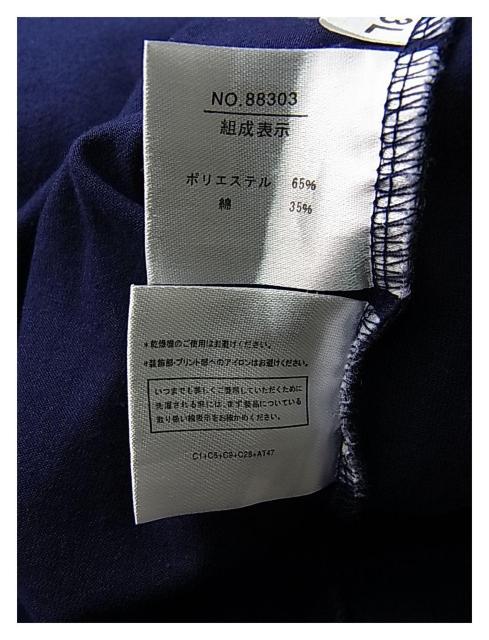 3L
NO.88303
組成表示
ポリエステル 65%
綿 35%
*乾燥機のご使用はお避けください。
*装飾部・プリント部へのアイロンはお避けください。
いつまでも美しくご愛用していただくために
洗濯される際には、まず製品についている
取り扱い絵表示をお確かめください。
C1+C5+C9+C28+AT47